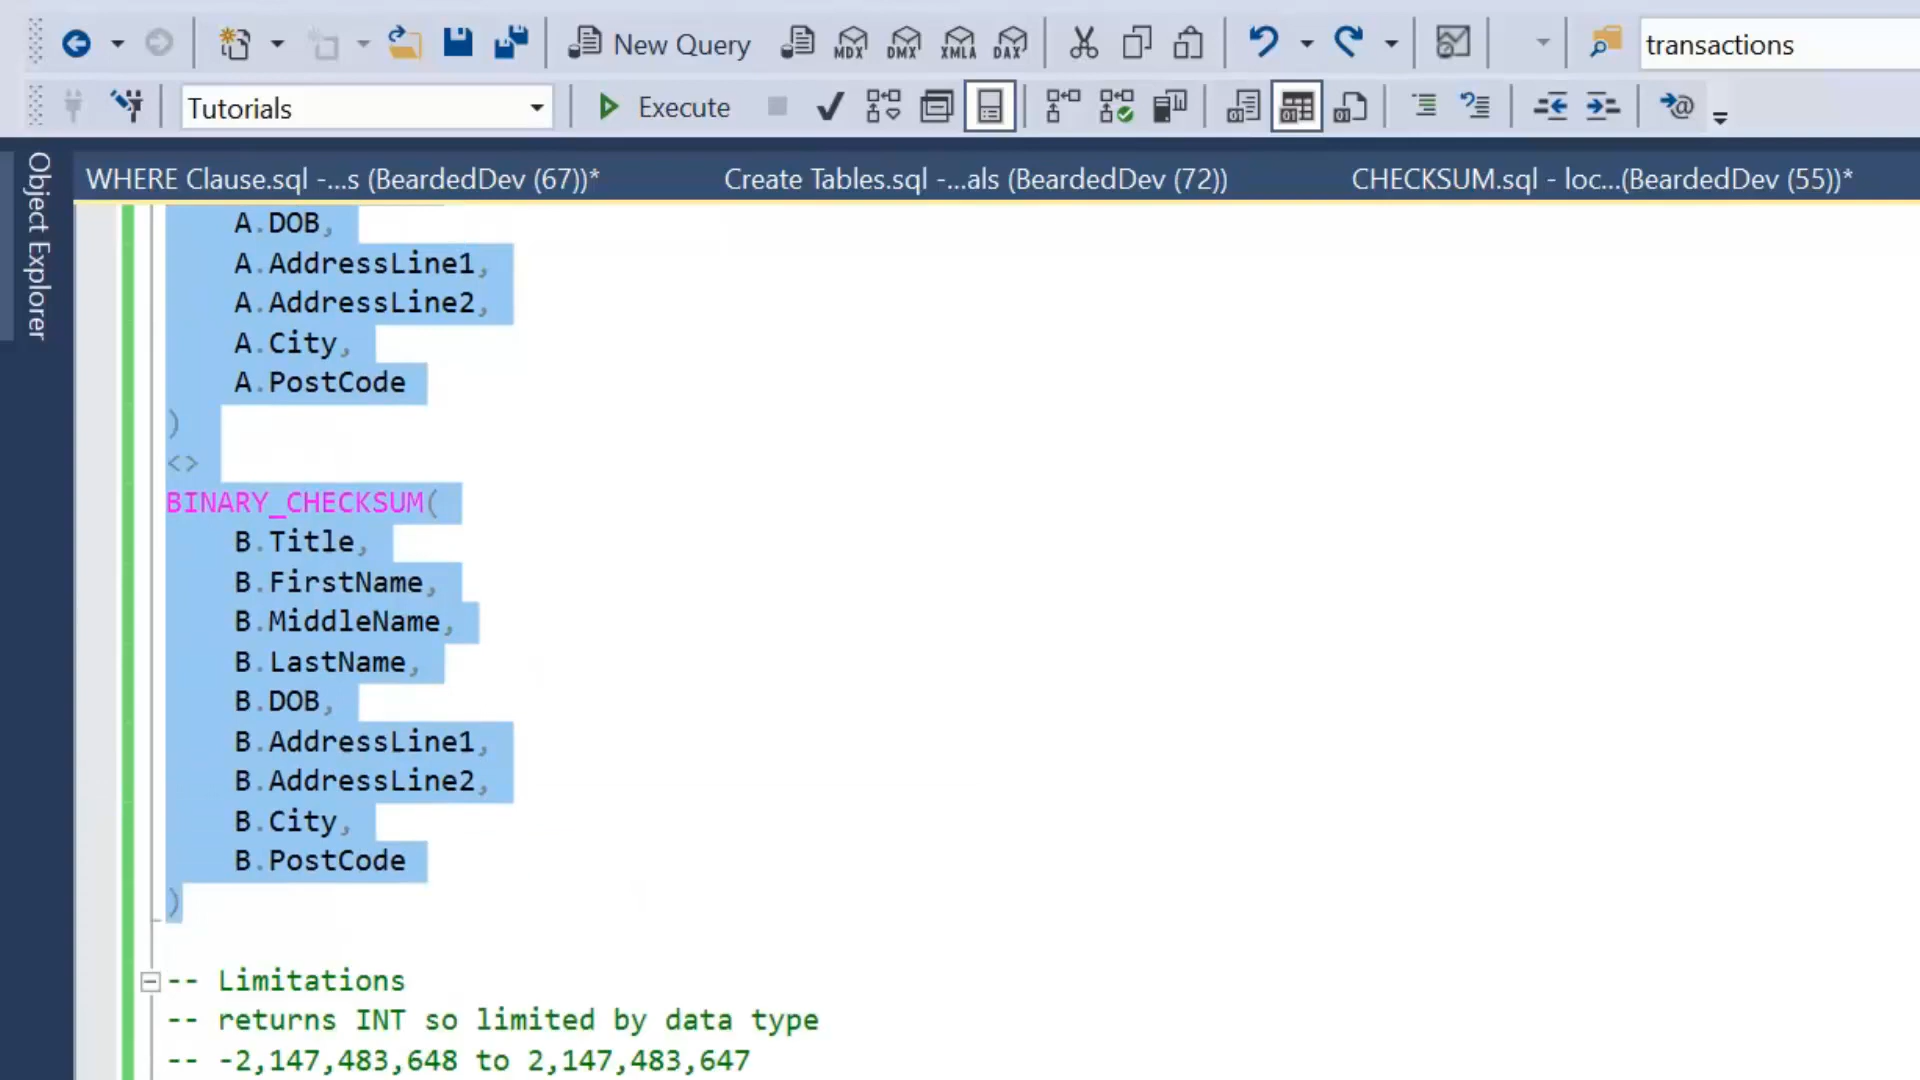 New Query
MDX
DMX
XMLA
DAX
transactions
Tutorials
Execute
Object Explorer
WHERE Clause.sql -...s (BeardedDev (67))*
Create Tables.sql -...als (BeardedDev (72))
CHECKSUM.sql - loc...(BeardedDev (55))*
A.DOB,
A.AddressLine1,
A.AddressLine2,
A.City,
A.PostCode
)
<>
BINARY_CHECKSUM(
B.Title,
B.FirstName,
B.MiddleName,
B.LastName,
B.DOB,
B.AddressLine1,
B.AddressLine2,
B.City,
B.PostCode
)
-- Limitations
-- returns INT so limited by data type
-- -2,147,483,648 to 2,147,483,647